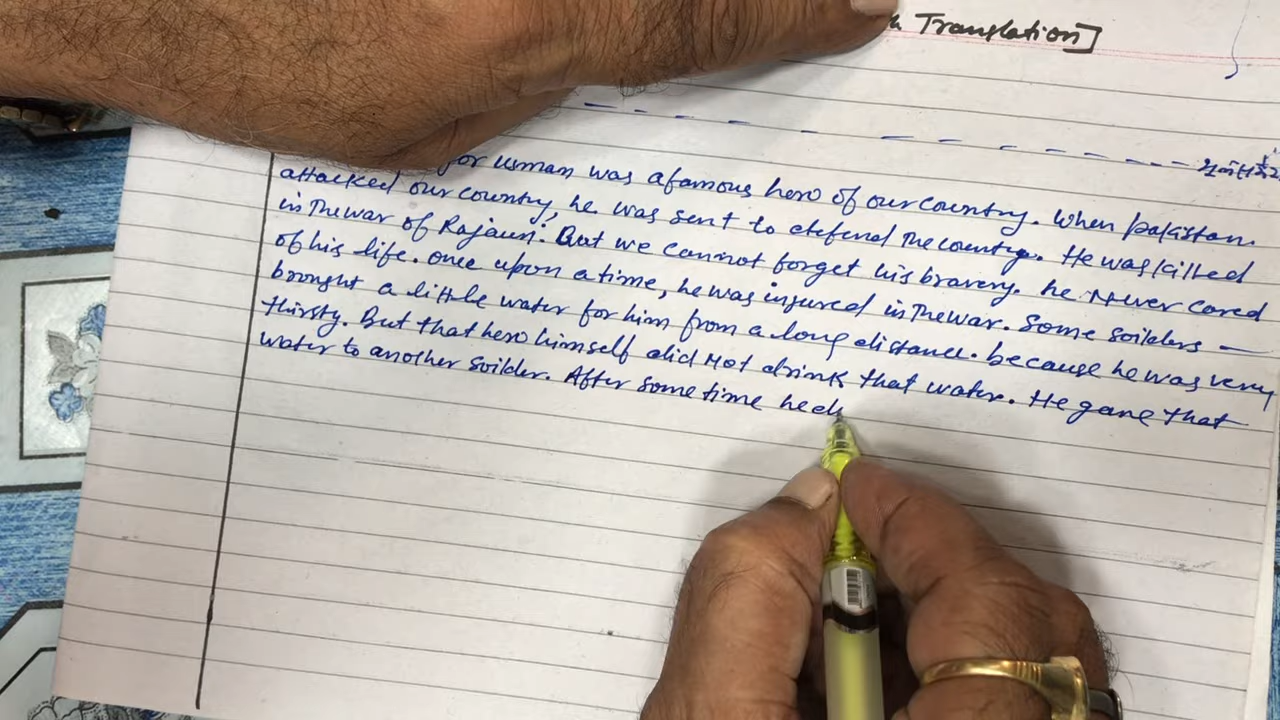 Translation]
for usman was a famous hero of our country. When pakistan
attacked our country, he was sent to defend the country. He was killed
in the war of Rajauri. But we cannot forget his bravery. he never cared
of his life. once upon a time, he was injured in the war. Some soilders —
brought a little water for him from a long distance. because he was very
thirsty. But that hero himself did not drink that water. He gave that
water to another soilder. After some time he di